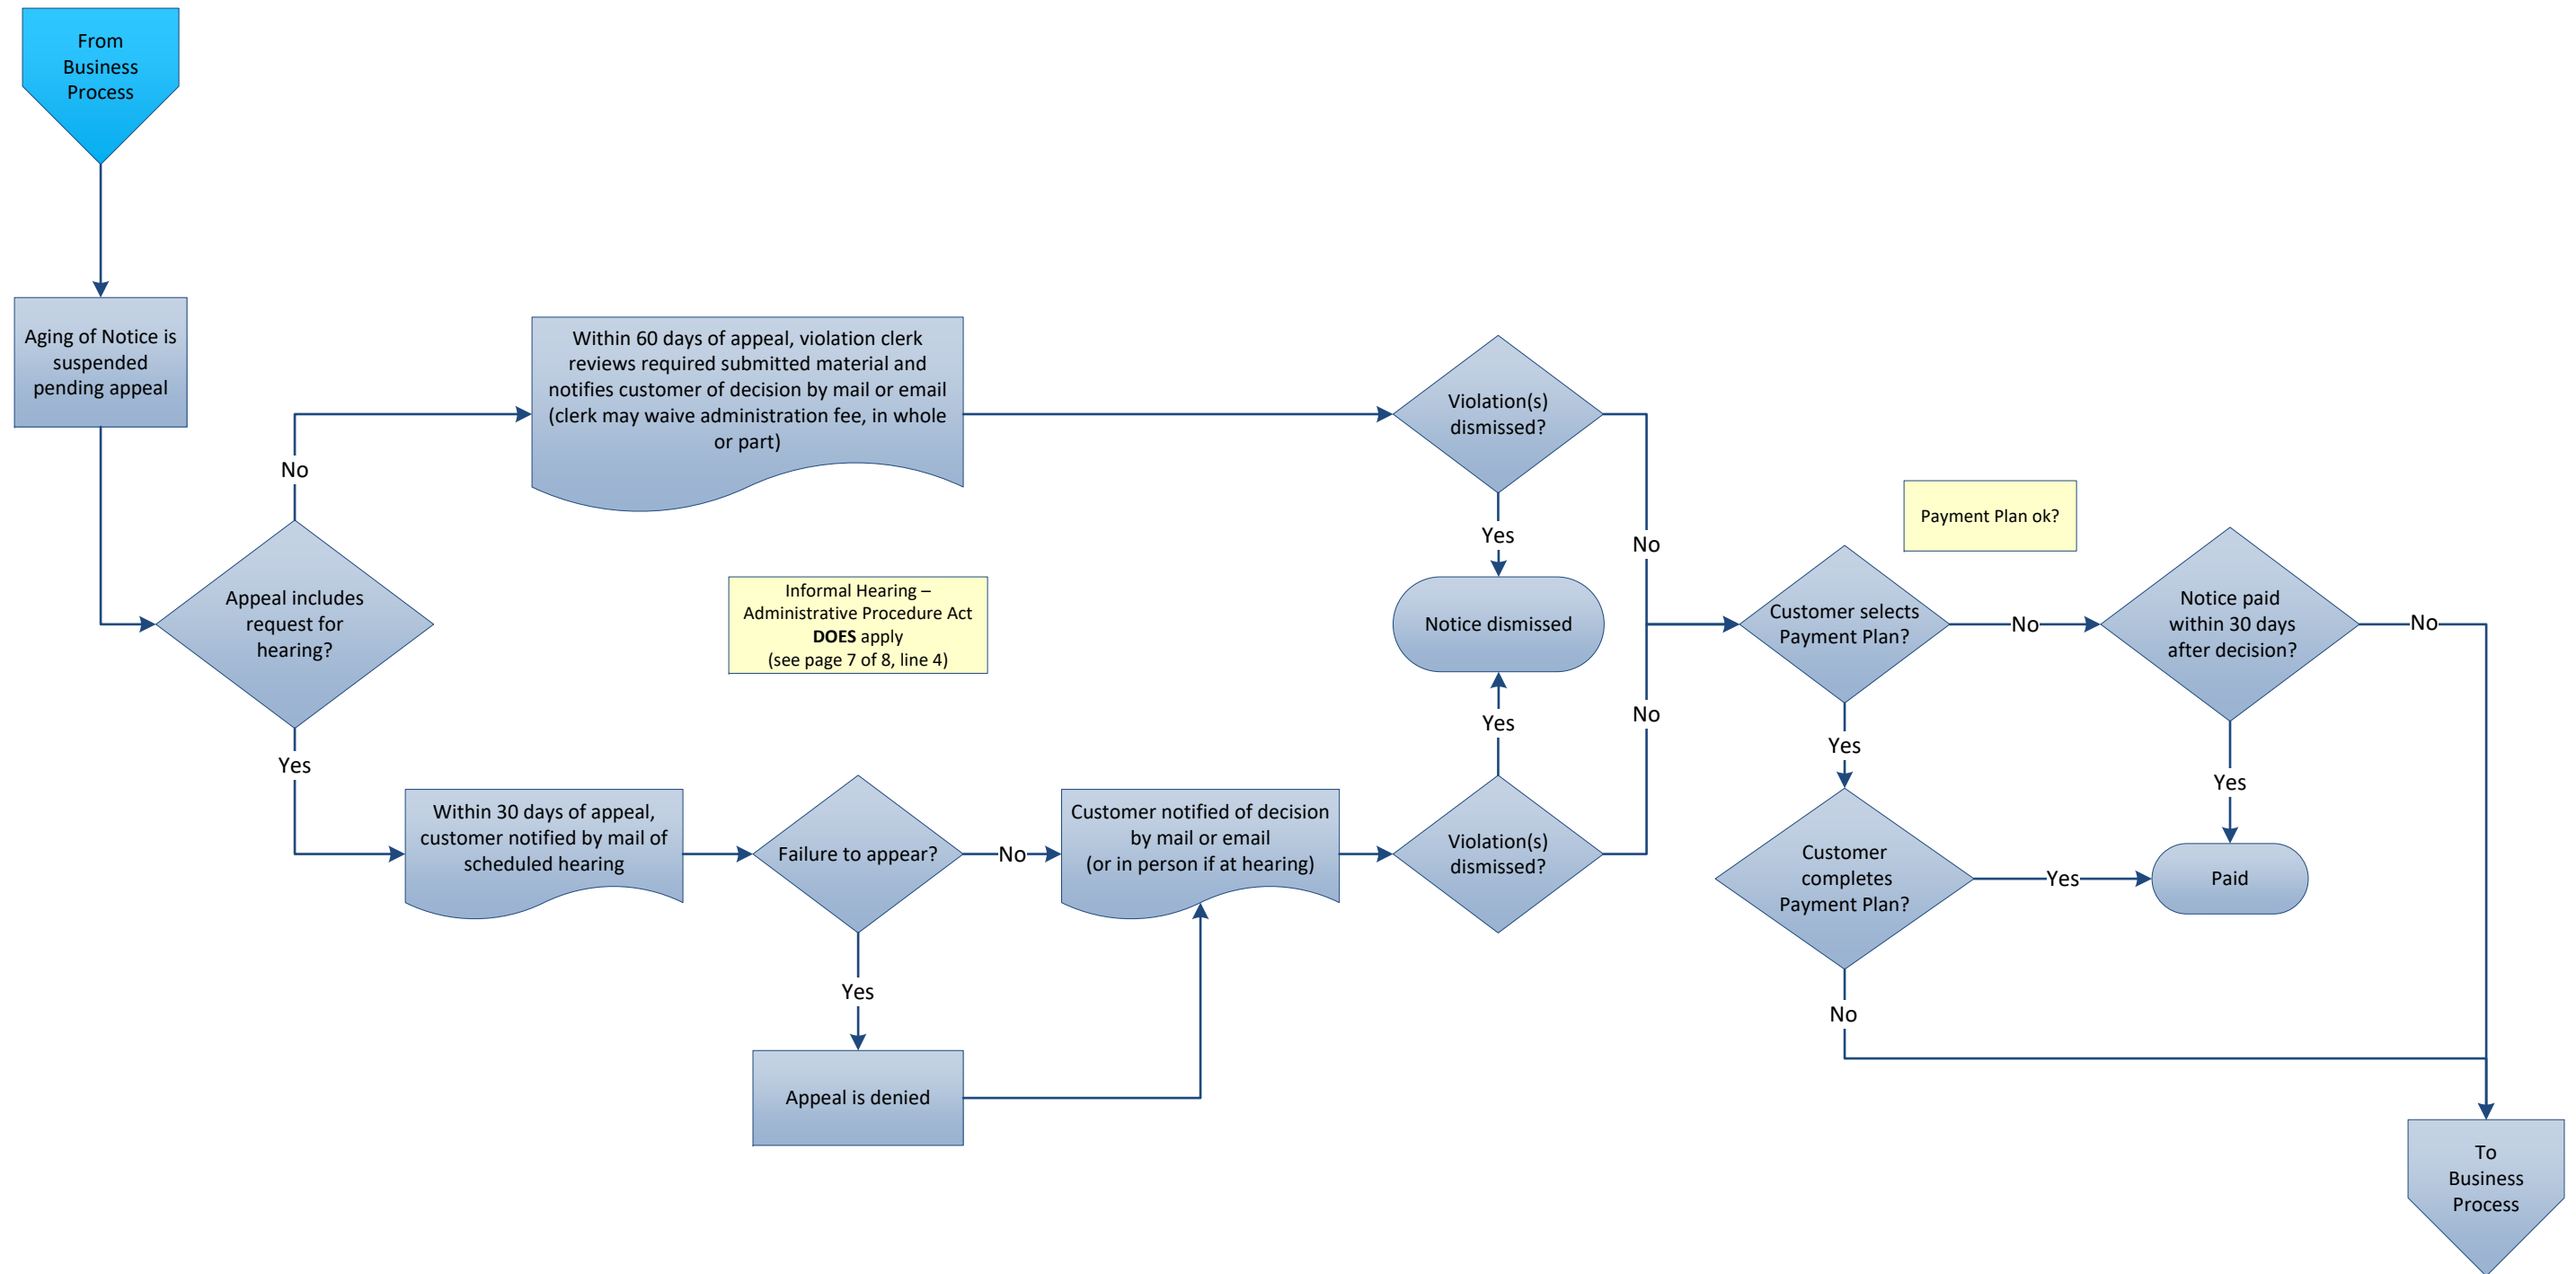 From
Business
Process
Aging of Notice is
suspended
pending appeal
Appeal includes
request for
hearing?
No
Yes
Within 60 days of appeal, violation clerk
reviews required submitted material and
notifies customer of decision by mail or email
(clerk may waive administration fee, in whole
or part)
Informal Hearing –
Administrative Procedure Act
DOES apply
(see page 7 of 8, line 4)
Within 30 days of appeal,
customer notified by mail of
scheduled hearing
Failure to appear?
No
Yes
Appeal is denied
Customer notified of decision
by mail or email
(or in person if at hearing)
Violation(s)
dismissed?
Yes
No
Notice dismissed
Yes
No
Violation(s)
dismissed?
Payment Plan ok?
Customer selects
Payment Plan?
No
Yes
Notice paid
within 30 days
after decision?
No
Yes
Customer
completes
Payment Plan?
Yes
No
Paid
To
Business
Process